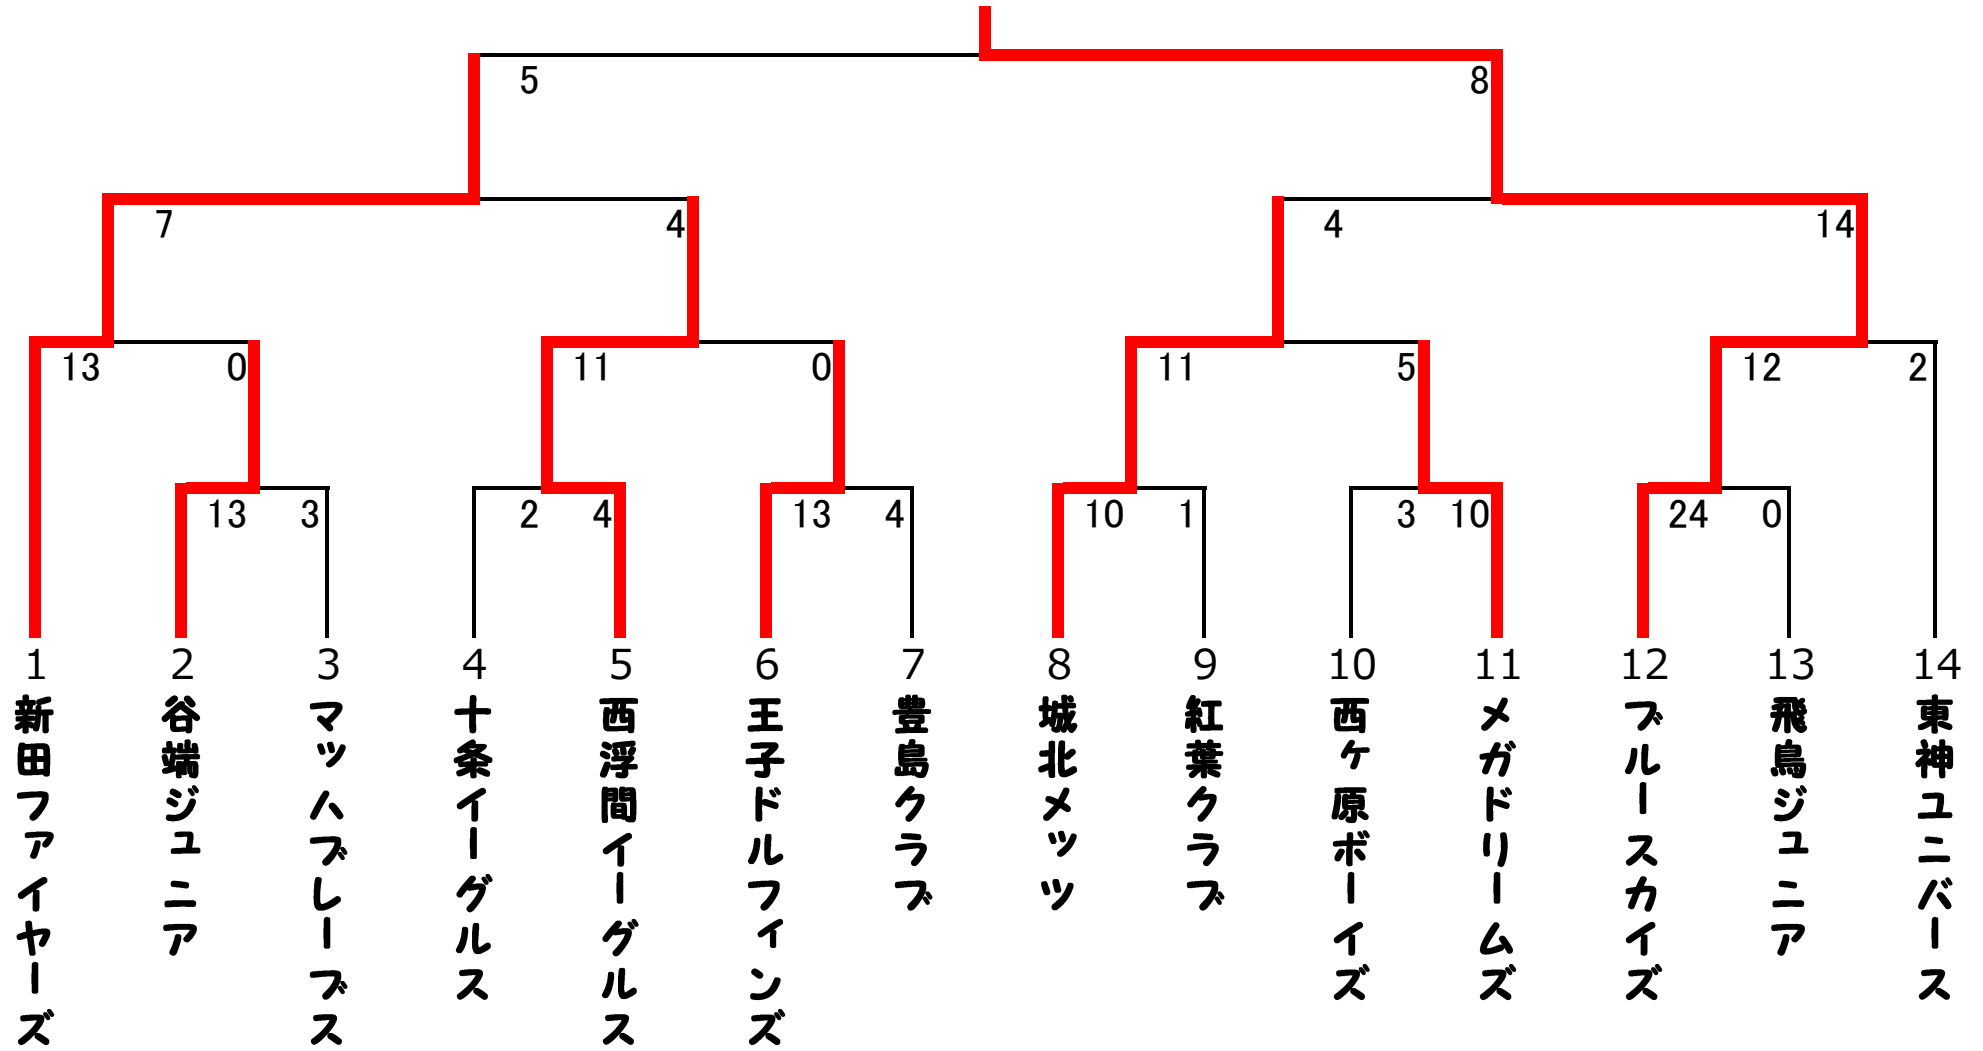 5 8
7 4 4 14
13 0 11 0 11 5 12 2
13 3 2 4 13 4 10 1 3 10 24 0
1 2 3 4 5 6 7 8 9 10 11 12 13 14
新田ファイヤーズ
谷端ジュニア
マッハブレーブス
十条イーグルス
西浮間イーグルス
王子ドルフィンズ
豊島クラブ
城北メッツ
紅葉クラブ
西ヶ原ボーイズ
メガドリームズ
ブルースカイズ
飛鳥ジュニア
東神ユニバース